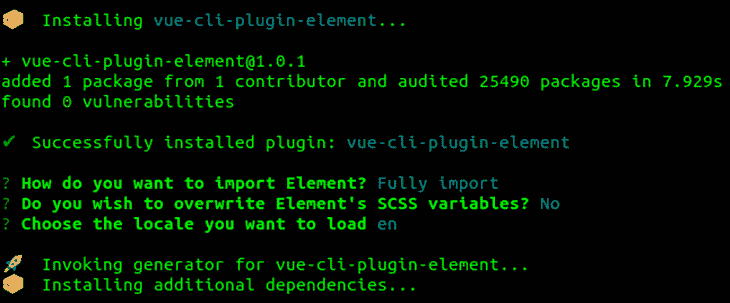 Installing vue-cli-plugin-element...
+ vue-cli-plugin-element@1.0.1
added 1 package from 1 contributor and audited 25490 packages in 7.929s
found 0 vulnerabilities
✔ Successfully installed plugin: vue-cli-plugin-element
? How do you want to import Element? Fully import
? Do you wish to overwrite Element's SCSS variables? No
? Choose the locale you want to load en
Invoking generator for vue-cli-plugin-element...
Installing additional dependencies...